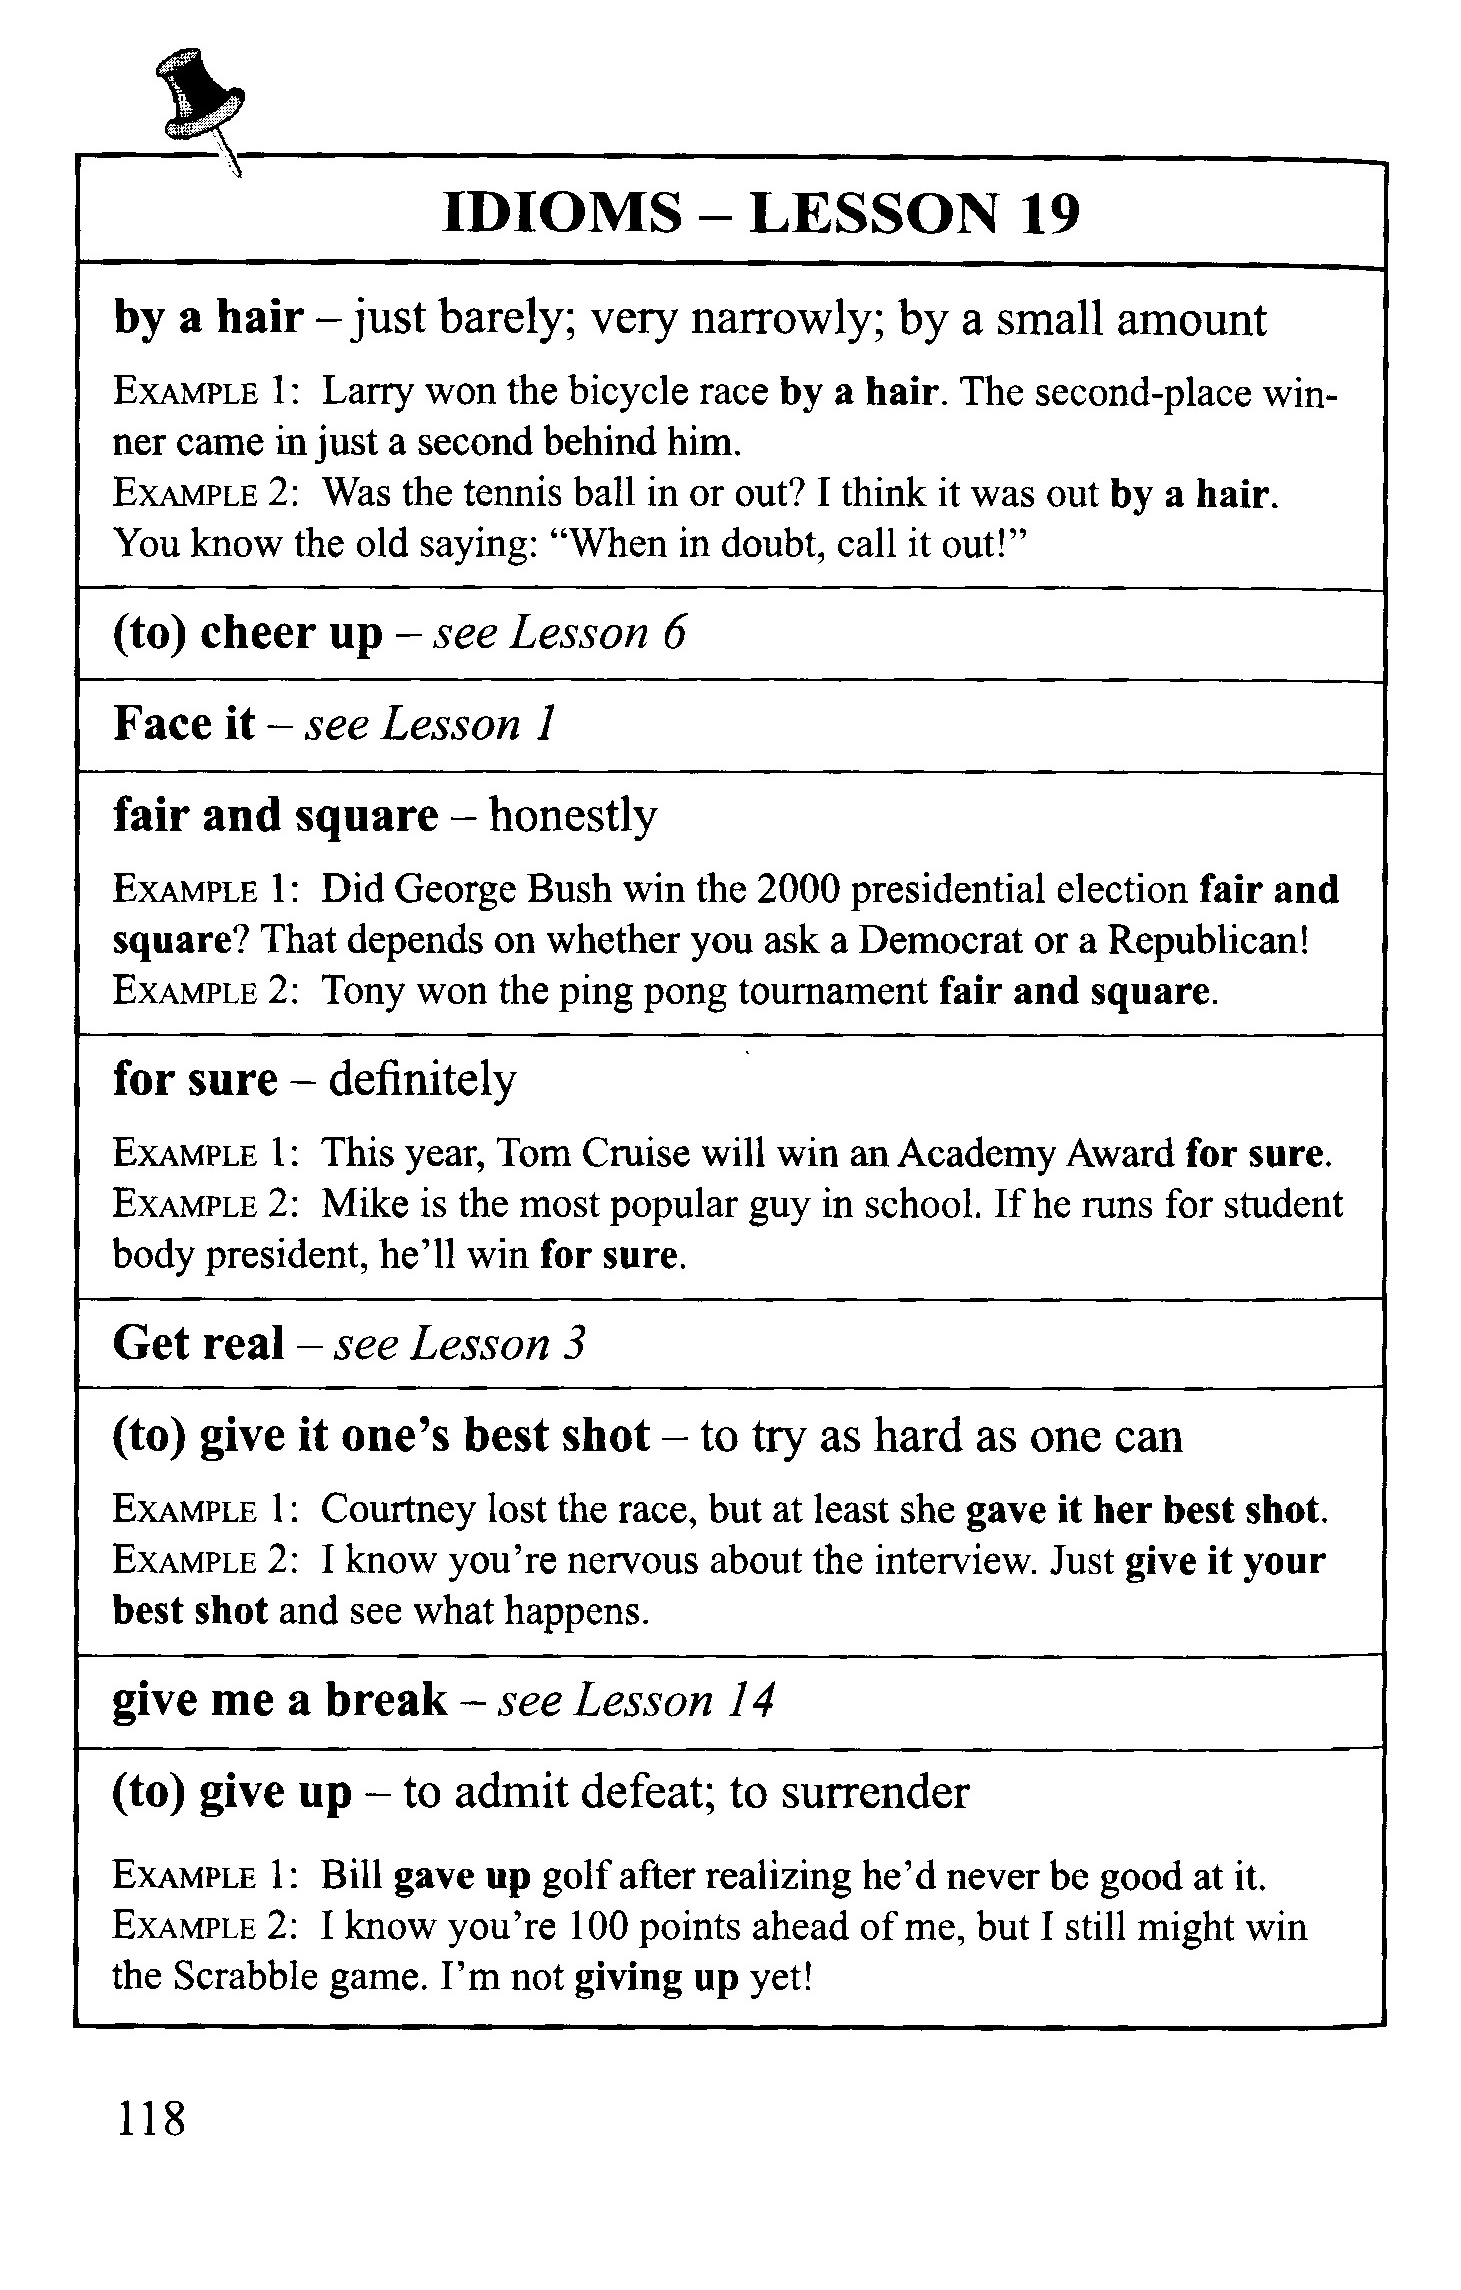 IDIOMS – LESSON 19
by a hair – just barely; very narrowly; by a small amount
EXAMPLE 1: Larry won the bicycle race by a hair. The second-place win-
ner came in just a second behind him.
EXAMPLE 2: Was the tennis ball in or out? I think it was out by a hair.
You know the old saying: “When in doubt, call it out!”
(to) cheer up – see Lesson 6
Face it – see Lesson 1
fair and square – honestly
EXAMPLE 1: Did George Bush win the 2000 presidential election fair and
square? That depends on whether you ask a Democrat or a Republican!
EXAMPLE 2: Tony won the ping pong tournament fair and square.
for sure – definitely
EXAMPLE 1: This year, Tom Cruise will win an Academy Award for sure.
EXAMPLE 2: Mike is the most popular guy in school. If he runs for student
body president, he’ll win for sure.
Get real – see Lesson 3
(to) give it one’s best shot – to try as hard as one can
EXAMPLE 1: Courtney lost the race, but at least she gave it her best shot.
EXAMPLE 2: I know you’re nervous about the interview. Just give it your
best shot and see what happens.
give me a break – see Lesson 14
(to) give up – to admit defeat; to surrender
EXAMPLE 1: Bill gave up golf after realizing he’d never be good at it.
EXAMPLE 2: I know you’re 100 points ahead of me, but I still might win
the Scrabble game. I’m not giving up yet!
118